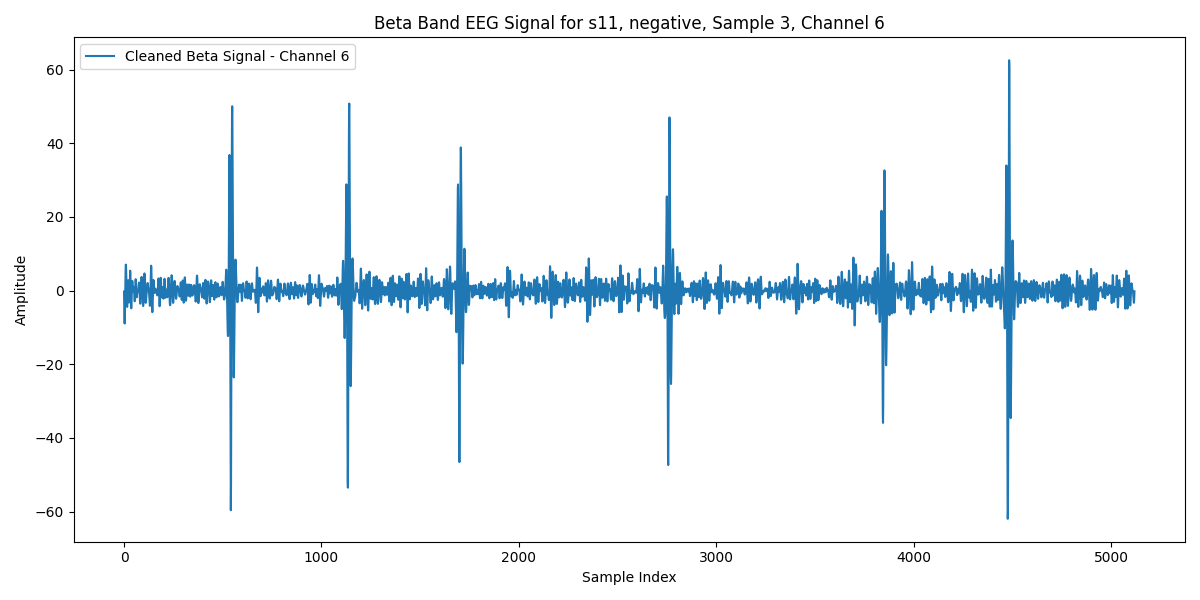 Beta Band EEG Signal for s11, negative, Sample 3, Channel 6
Cleaned Beta Signal - Channel 6
Amplitude
60
40
20
0
−20
−40
−60
0 1000 2000 3000 4000 5000
Sample Index